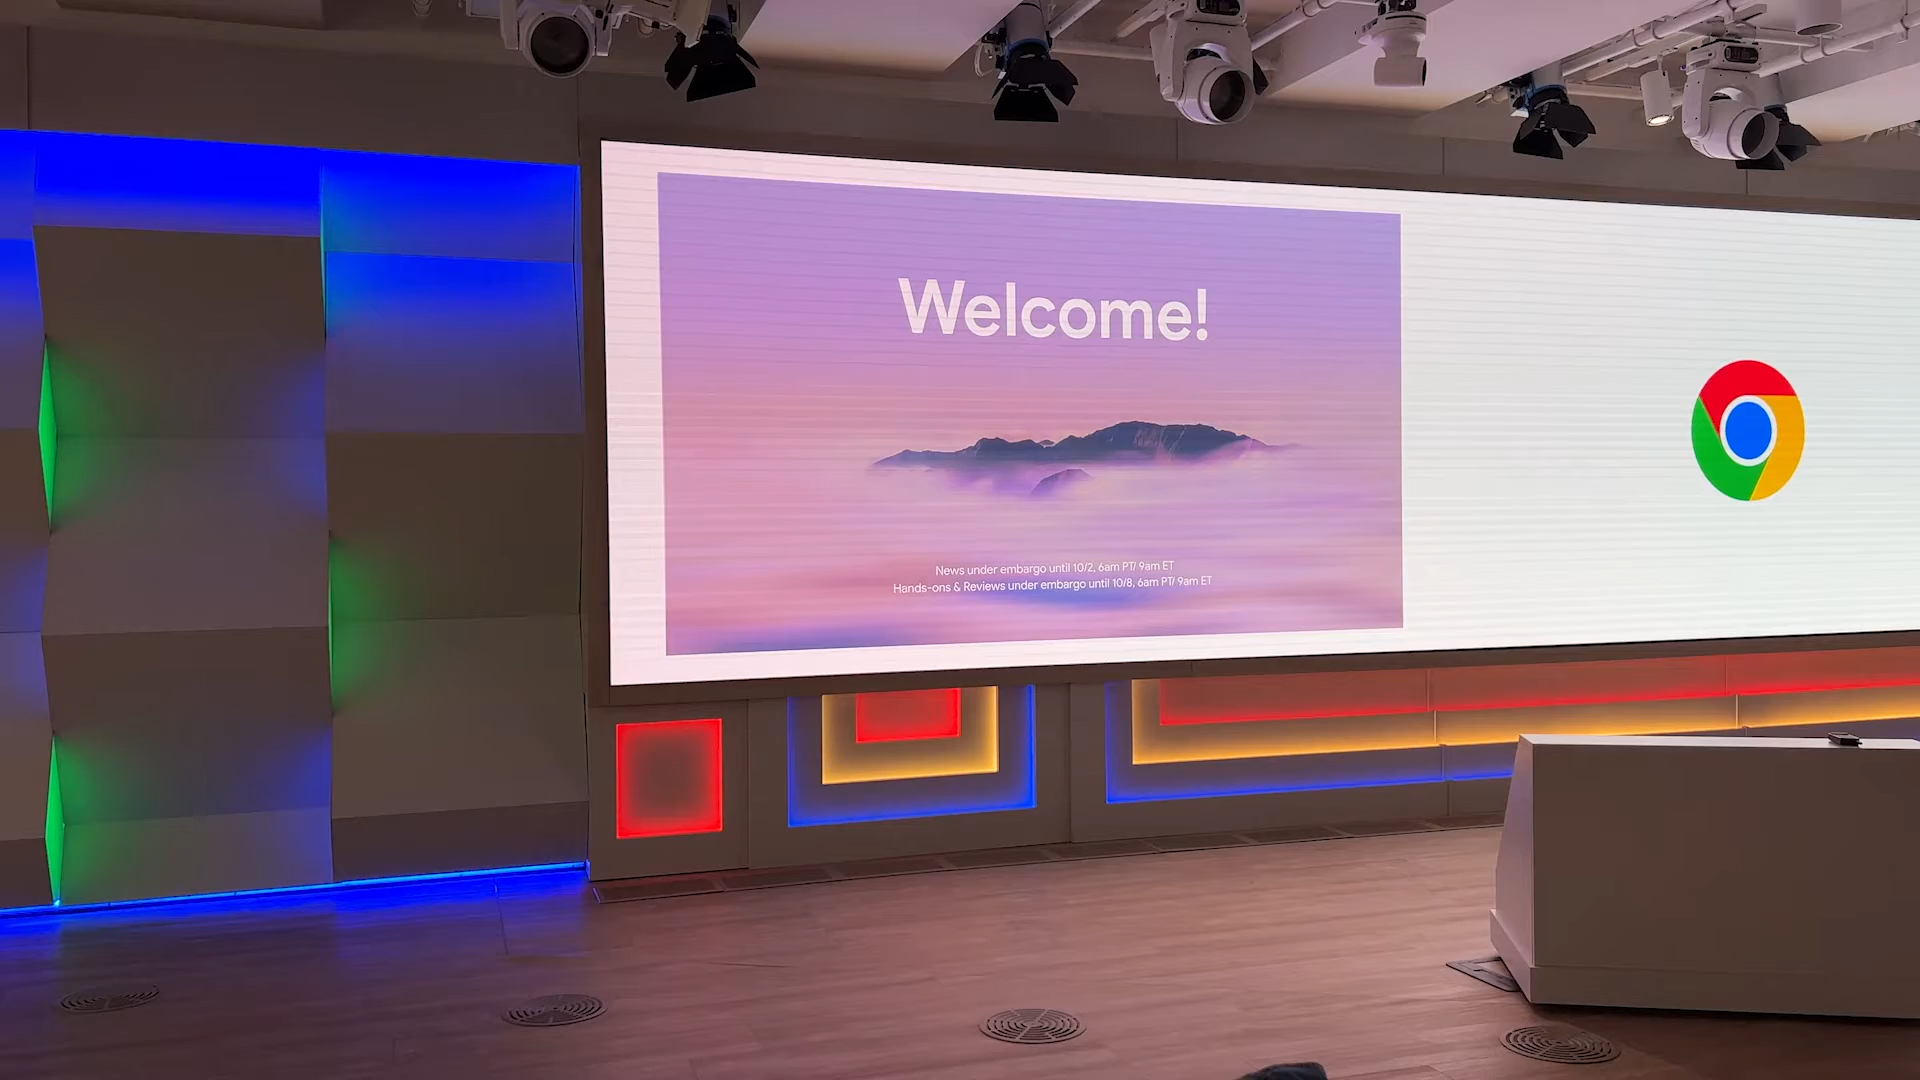 Welcome!
News under embargo until 10/2, 6am PT/ 9am ET
Hands-ons & Reviews under embargo until 10/8, 6am PT/ 9am ET